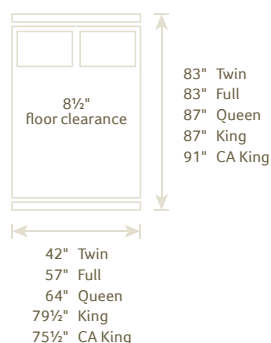 8½"
floor clearance
83" Twin
83" Full
87" Queen
87" King
91" CA King
42" Twin
57" Full
64" Queen
79½" King
75½" CA King